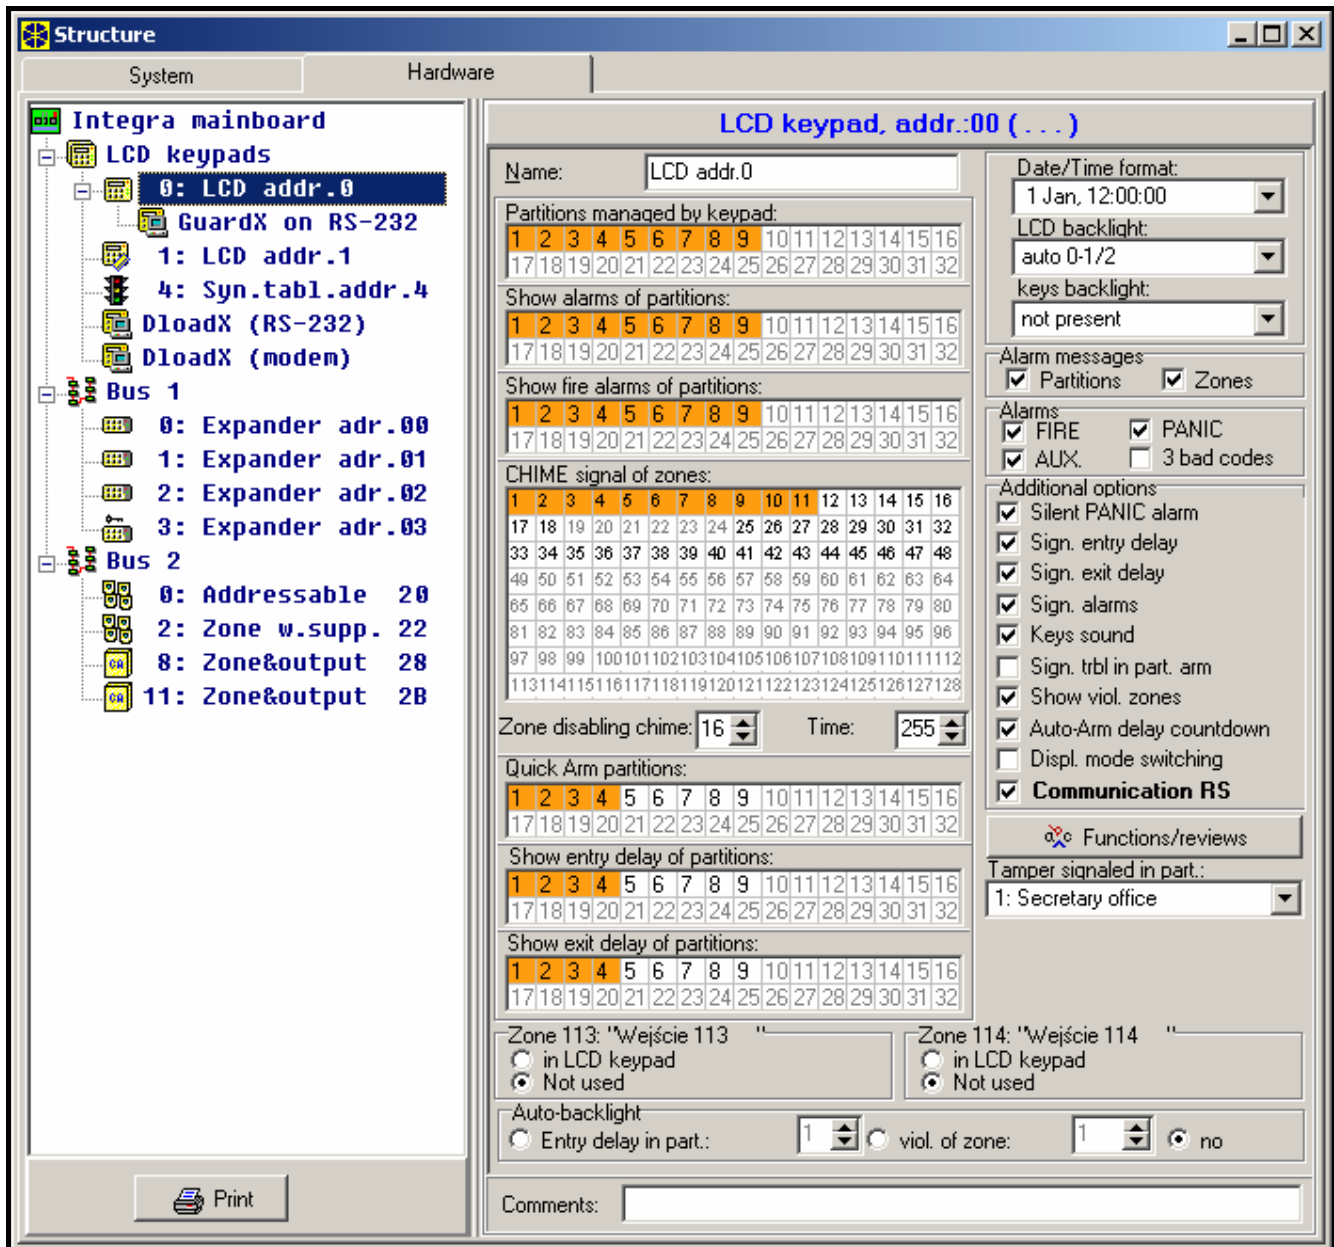 Structure
System
Hardware
Integra mainboard
LCD keypads
0: LCD addr.0
GuardX on RS-232
1: LCD addr.1
4: Syn.tabl.addr.4
DloadX (RS-232)
DloadX (modem)
Bus 1
0: Expander adr.00
1: Expander adr.01
2: Expander adr.02
3: Expander adr.03
Bus 2
0: Addressable 20
2: Zone w.supp. 22
8: Zone&output 28
11: Zone&output 2B
Print
LCD keypad, addr.:00 ( . . . )
Name: LCD addr.0
Partitions managed by keypad:
1 2 3 4 5 6 7 8 9 10 11 12 13 14 15 16
17 18 19 20 21 22 23 24 25 26 27 28 29 30 31 32
Show alarms of partitions:
1 2 3 4 5 6 7 8 9 10 11 12 13 14 15 16
17 18 19 20 21 22 23 24 25 26 27 28 29 30 31 32
Show fire alarms of partitions:
1 2 3 4 5 6 7 8 9 10 11 12 13 14 15 16
17 18 19 20 21 22 23 24 25 26 27 28 29 30 31 32
CHIME signal of zones:
1 2 3 4 5 6 7 8 9 10 11 12 13 14 15 16
17 18 19 20 21 22 23 24 25 26 27 28 29 30 31 32
33 34 35 36 37 38 39 40 41 42 43 44 45 46 47 48
49 50 51 52 53 54 55 56 57 58 59 60 61 62 63 64
65 66 67 68 69 70 71 72 73 74 75 76 77 78 79 80
81 82 83 84 85 86 87 88 89 90 91 92 93 94 95 96
97 98 99 100 101 102 103 104 105 106 107 108 109 110 111 112
113 114 115 116 117 118 119 120 121 122 123 124 125 126 127 128
Zone disabling chime: 16 Time: 255
Quick Arm partitions:
1 2 3 4 5 6 7 8 9 10 11 12 13 14 15 16
17 18 19 20 21 22 23 24 25 26 27 28 29 30 31 32
Show entry delay of partitions:
1 2 3 4 5 6 7 8 9 10 11 12 13 14 15 16
17 18 19 20 21 22 23 24 25 26 27 28 29 30 31 32
Show exit delay of partitions:
1 2 3 4 5 6 7 8 9 10 11 12 13 14 15 16
17 18 19 20 21 22 23 24 25 26 27 28 29 30 31 32
Date/Time format:
1 Jan, 12:00:00
LCD backlight:
auto 0-1/2
keys backlight:
not present
Alarm messages
Partitions Zones
Alarms
FIRE PANIC
AUX. 3 bad codes
Additional options
Silent PANIC alarm
Sign. entry delay
Sign. exit delay
Sign. alarms
Keys sound
Sign. trbl in part. arm
Show viol. zones
Auto-Arm delay countdown
Displ. mode switching
Communication RS
Functions/reviews
Tamper signaled in part.:
1: Secretary office
Zone 113: "Wejście 113 "
in LCD keypad
Not used
Zone 114: "Wejście 114 "
in LCD keypad
Not used
Auto-backlight
Entry delay in part.: 1 viol. of zone: 1 no
Comments: